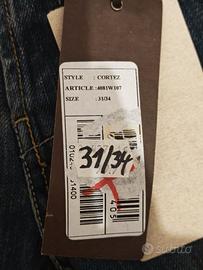 STYLE : CORTEZ
ARTICLE : 4081W107
SIZE : 31/34
31/34
subito